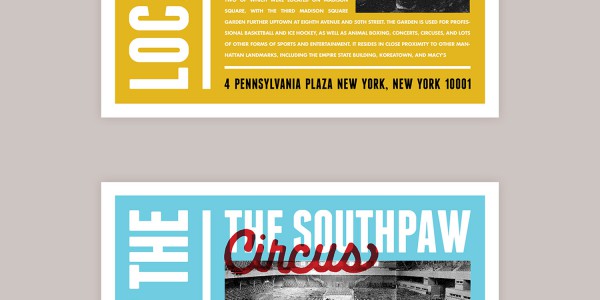 LOC
TWO OF WHICH WERE LOCATED ON MADISON
SQUARE, WITH THE THIRD MADISON SQUARE
GARDEN FURTHER UPTOWN AT EIGHTH AVENUE AND 50TH STREET. THE GARDEN IS USED FOR PROFES-
SIONAL BASKETBALL AND ICE HOCKEY, AS WELL AS ANIMAL BOXING, CONCERTS, CIRCUSES, AND LOTS
OF OTHER FORMS OF SPORTS AND ENTERTAINMENT. IT RESIDES IN CLOSE PROXIMITY TO OTHER MAN-
HATTAN LANDMARKS, INCLUDING THE EMPIRE STATE BUILDING, KOREATOWN, AND MACY'S
4 PENNSYLVANIA PLAZA NEW YORK, NEW YORK 10001
THE
THE SOUTHPAW
Circus